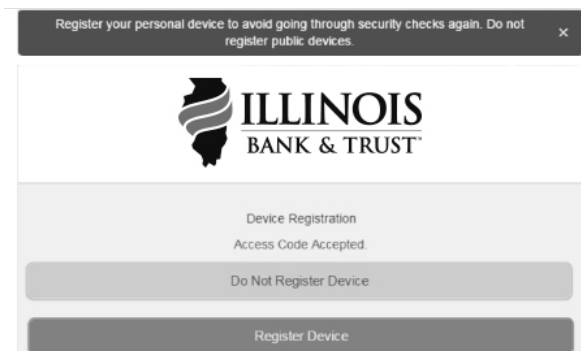 Register your personal device to avoid going through security checks again. Do not
register public devices.
×
ILLINOIS
BANK & TRUST
Device Registration
Access Code Accepted.
Do Not Register Device
Register Device